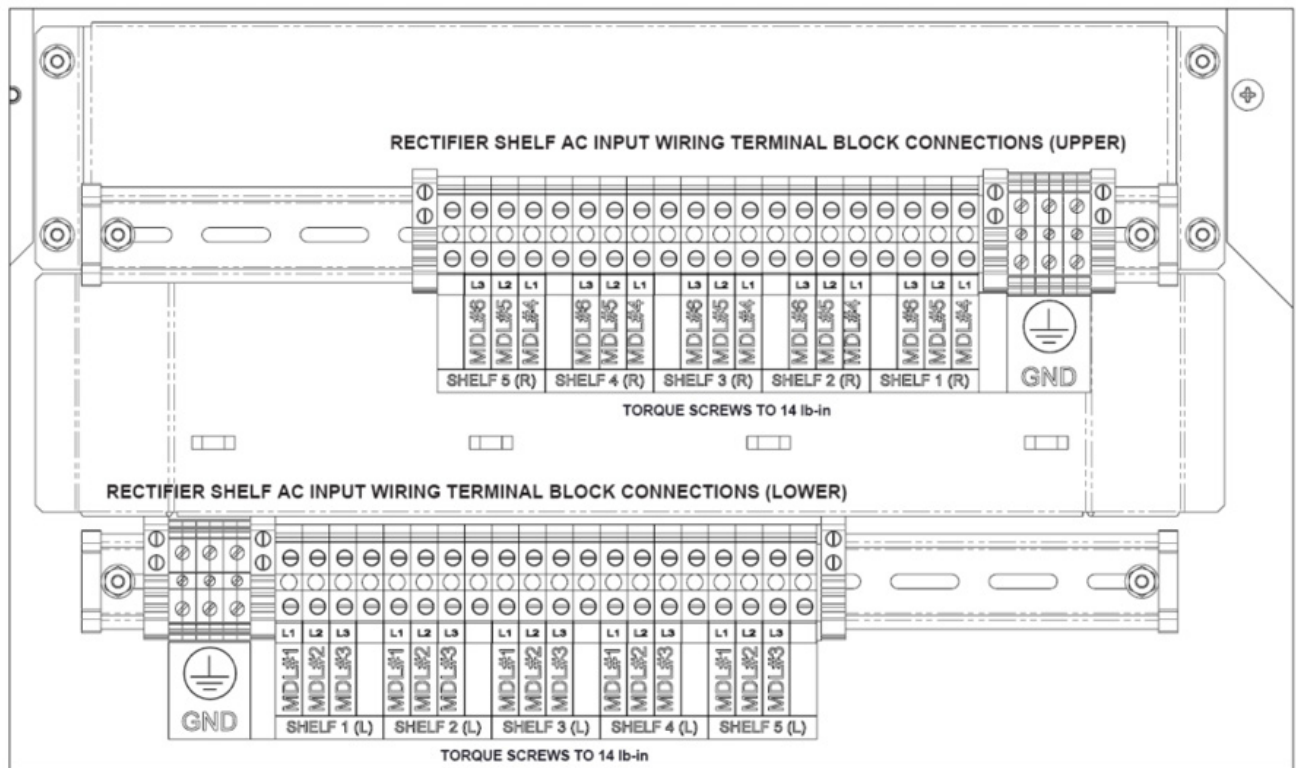 RECTIFIER SHELF AC INPUT WIRING TERMINAL BLOCK CONNECTIONS (UPPER)
L3 L2 L1 L3 L2 L1 L3 L2 L1 L3 L2 L1 L3 L2 L1
MDL#6 MDL#5 MDL#4 MDL#6 MDL#5 MDL#4 MDL#6 MDL#5 MDL#4 MDL#6 MDL#5 MDL#4 MDL#6 MDL#5 MDL#4
SHELF 5 (R) SHELF 4 (R) SHELF 3 (R) SHELF 2 (R) SHELF 1 (R) GND
TORQUE SCREWS TO 14 lb-in
RECTIFIER SHELF AC INPUT WIRING TERMINAL BLOCK CONNECTIONS (LOWER)
L1 L2 L3 L1 L2 L3 L1 L2 L3 L1 L2 L3 L1 L2 L3
MDL#1 MDL#2 MDL#3 MDL#1 MDL#2 MDL#3 MDL#1 MDL#2 MDL#3 MDL#1 MDL#2 MDL#3 MDL#1 MDL#2 MDL#3
GND SHELF 1 (L) SHELF 2 (L) SHELF 3 (L) SHELF 4 (L) SHELF 5 (L)
TORQUE SCREWS TO 14 lb-in